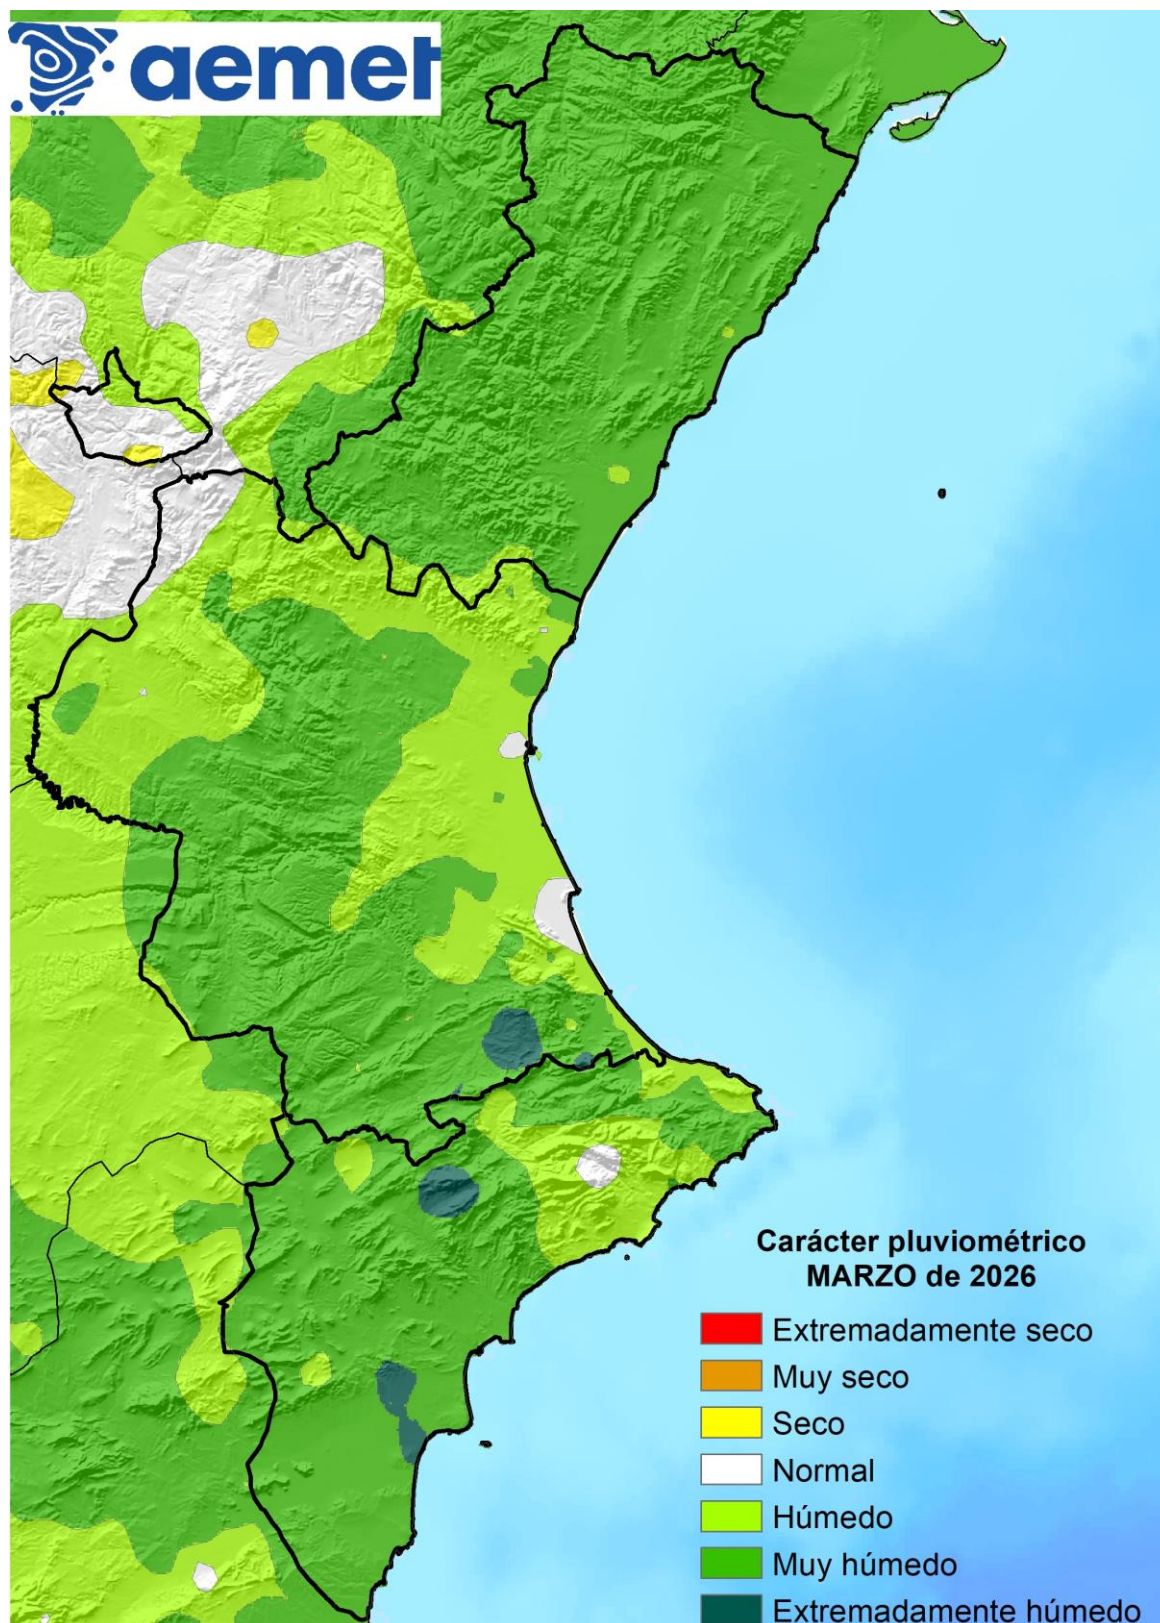 aemet
Carácter pluviométrico
MARZO de 2026
Extremadamente seco
Muy seco
Seco
Normal
Húmedo
Muy húmedo
Extremadamente húmedo